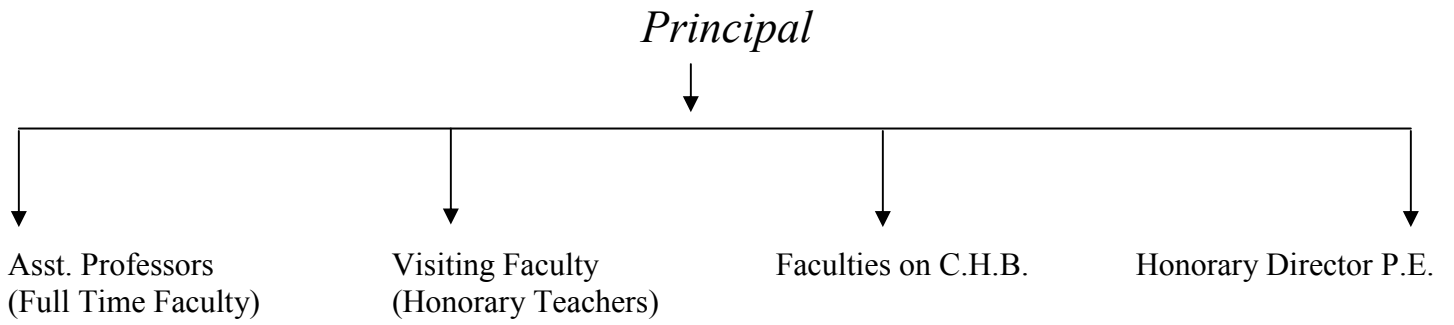 Principal
Asst. Professors
(Full Time Faculty)
Visiting Faculty
(Honorary Teachers)
Faculties on C.H.B.
Honorary Director P.E.